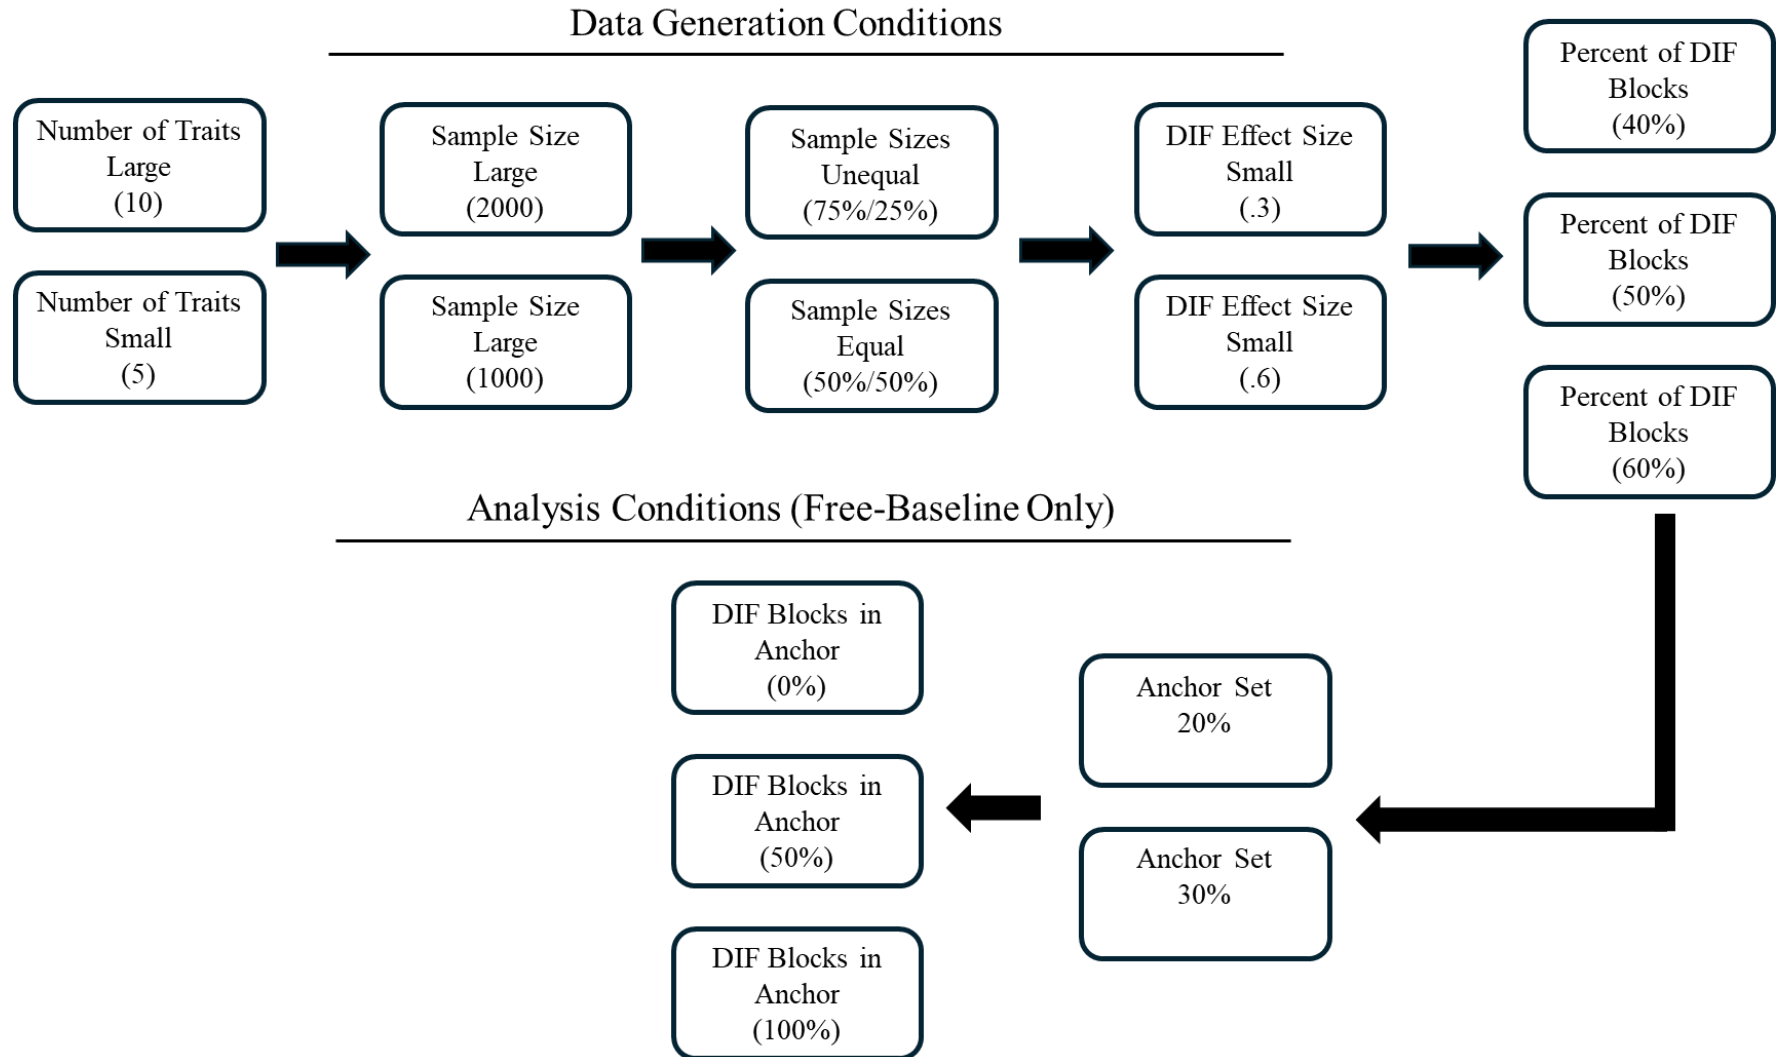 Data Generation Conditions
Number of Traits
Large
(10)
Number of Traits
Small
(5)
Sample Size
Large
(2000)
Sample Size
Large
(1000)
Sample Sizes
Unequal
(75%/25%)
Sample Sizes
Equal
(50%/50%)
DIF Effect Size
Small
(.3)
DIF Effect Size
Small
(.6)
Percent of DIF
Blocks
(40%)
Percent of DIF
Blocks
(50%)
Percent of DIF
Blocks
(60%)
Analysis Conditions (Free-Baseline Only)
Anchor Set
20%
Anchor Set
30%
DIF Blocks in
Anchor
(0%)
DIF Blocks in
Anchor
(50%)
DIF Blocks in
Anchor
(100%)